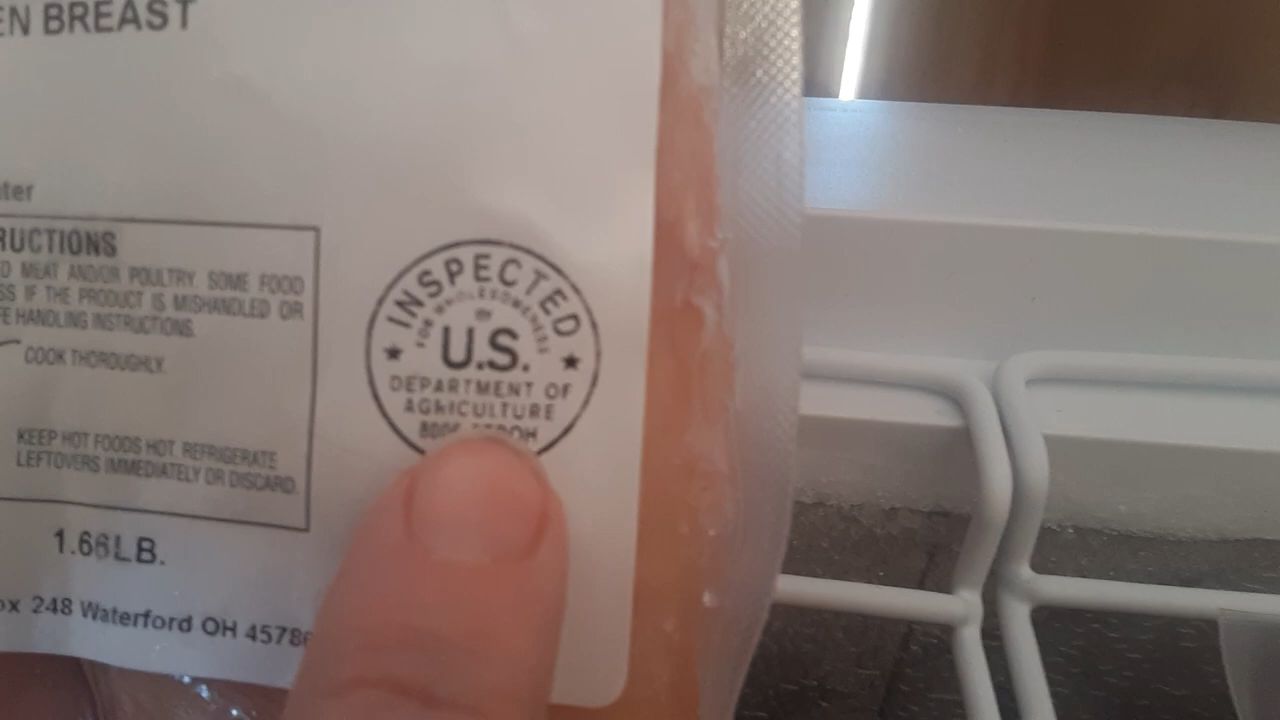 EN BREAST
ter
RUCTIONS
D MEAT AND/OR POULTRY. SOME FOOD
SS IF THE PRODUCT IS MISHANDLED OR
FE HANDLING INSTRUCTIONS.
COOK THOROUGHLY.
KEEP HOT FOODS HOT. REFRIGERATE
LEFTOVERS IMMEDIATELY OR DISCARD.
INSPECTED
FOR WHOLESOMENESS
BY
U.S.
DEPARTMENT OF
AGRICULTURE
1.66LB.
ox 248 Waterford OH 45786